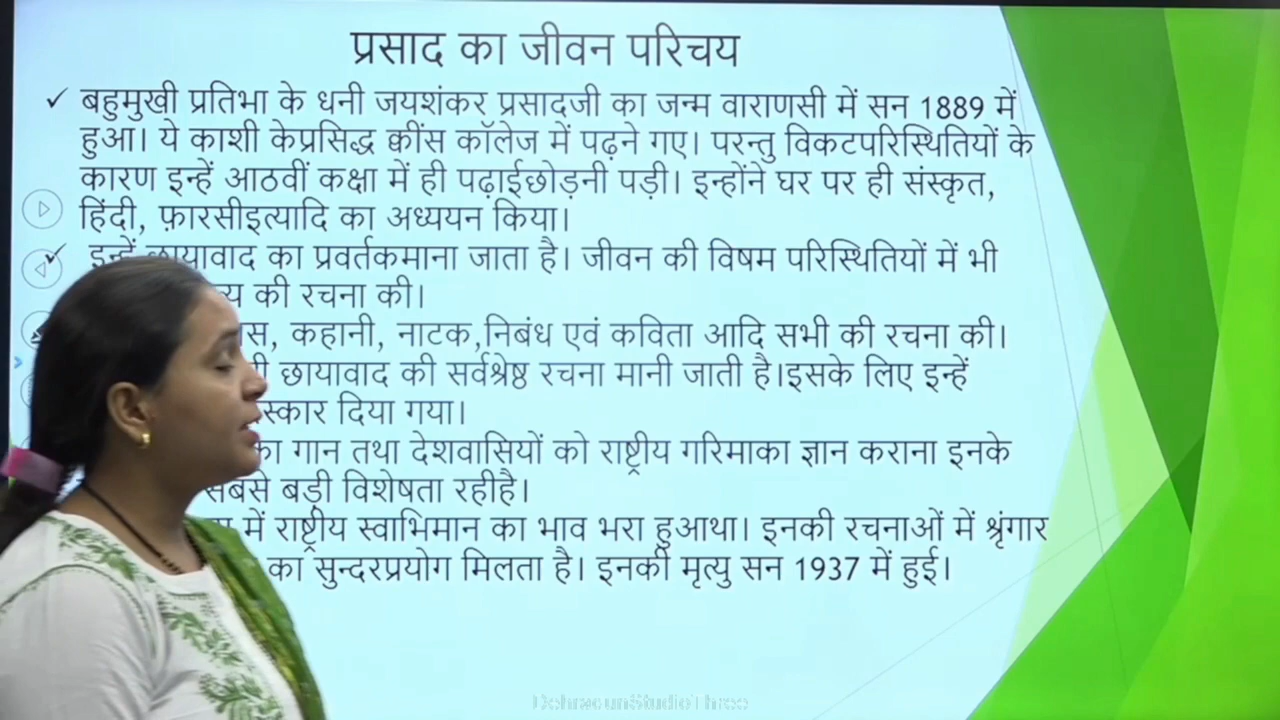 प्रसाद का जीवन परिचय
✓ बहुमुखी प्रतिभा के धनी जयशंकर प्रसादजी का जन्म वाराणसी में सन 1889 में
हुआ। ये काशी केप्रसिद्ध क्वींस कॉलेज में पढ़ने गए। परन्तु विकटपरिस्थितियों के
कारण इन्हें आठवीं कक्षा में ही पढ़ाईछोड़नी पड़ी। इन्होंने घर पर ही संस्कृत,
हिंदी, फ़ारसीइत्यादि का अध्ययन किया।
✓ इन्हें छायावाद का प्रवर्तकमाना जाता है। जीवन की विषम परिस्थितियों में भी
की रचना की।
कहानी, नाटक,निबंध एवं कविता आदि सभी की रचना की।
छायावाद की सर्वश्रेष्ठ रचना मानी जाती है।इसके लिए इन्हें
दिया गया।
का गान तथा देशवासियों को राष्ट्रीय गरिमाका ज्ञान कराना इनके
सबसे बड़ी विशेषता रहीहै।
में राष्ट्रीय स्वाभिमान का भाव भरा हुआथा। इनकी रचनाओं में श्रृंगार
का सुन्दरप्रयोग मिलता है। इनकी मृत्यु सन 1937 में हुई।